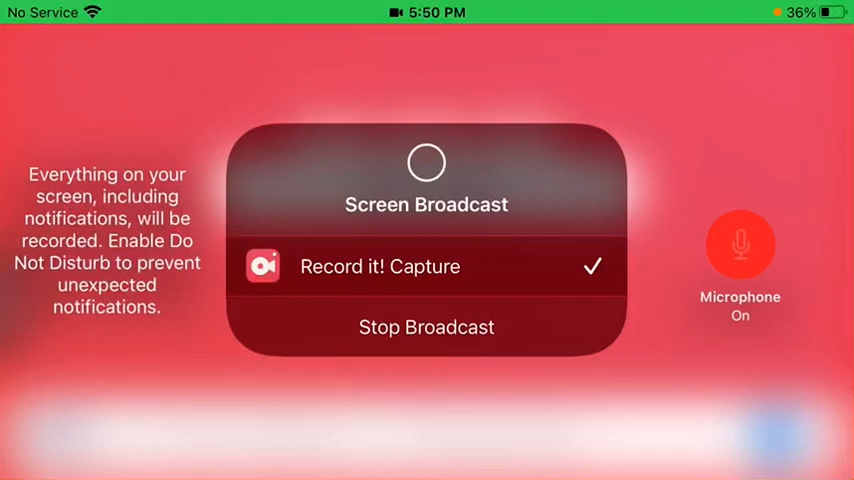 No Service
5:50 PM
36%
Everything on your
screen, including
notifications, will be
recorded. Enable Do
Not Disturb to prevent
unexpected
notifications.
Screen Broadcast
Record it! Capture
Stop Broadcast
Microphone
On